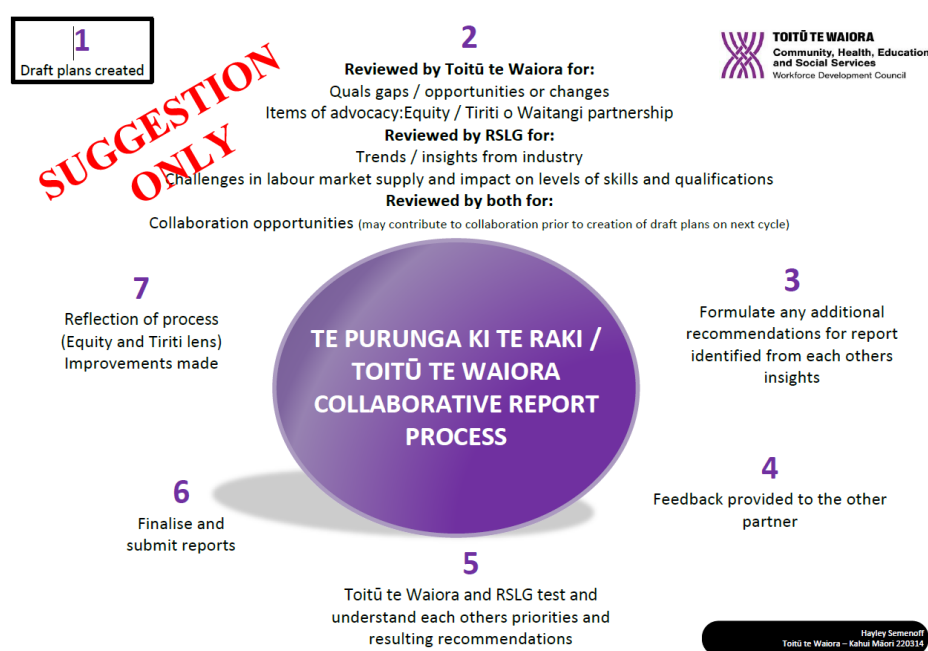 1
Draft plans created
SUGGESTION
ONLY
2
Reviewed by Toitū te Waiora for:
Quals gaps / opportunities or changes
Items of advocacy:Equity / Tiriti o Waitangi partnership
Reviewed by RSLG for:
Trends / insights from industry
Challenges in labour market supply and impact on levels of skills and qualifications
Reviewed by both for:
Collaboration opportunities (may contribute to collaboration prior to creation of draft plans on next cycle)
TOITŪ TE WAIORA
Community, Health, Education
and Social Services
Workforce Development Council
TE PURUNGA KI TE RAKI /
TOITŪ TE WAIORA
COLLABORATIVE REPORT
PROCESS
3
Formulate any additional
recommendations for report
identified from each others
insights
4
Feedback provided to the other
partner
5
Toitū te Waiora and RSLG test and
understand each others priorities and
resulting recommendations
6
Finalise and
submit reports
7
Reflection of process
(Equity and Tiriti lens)
Improvements made
Hayley Semenoff
Toitū te Waiora – Kahui Māori 220314